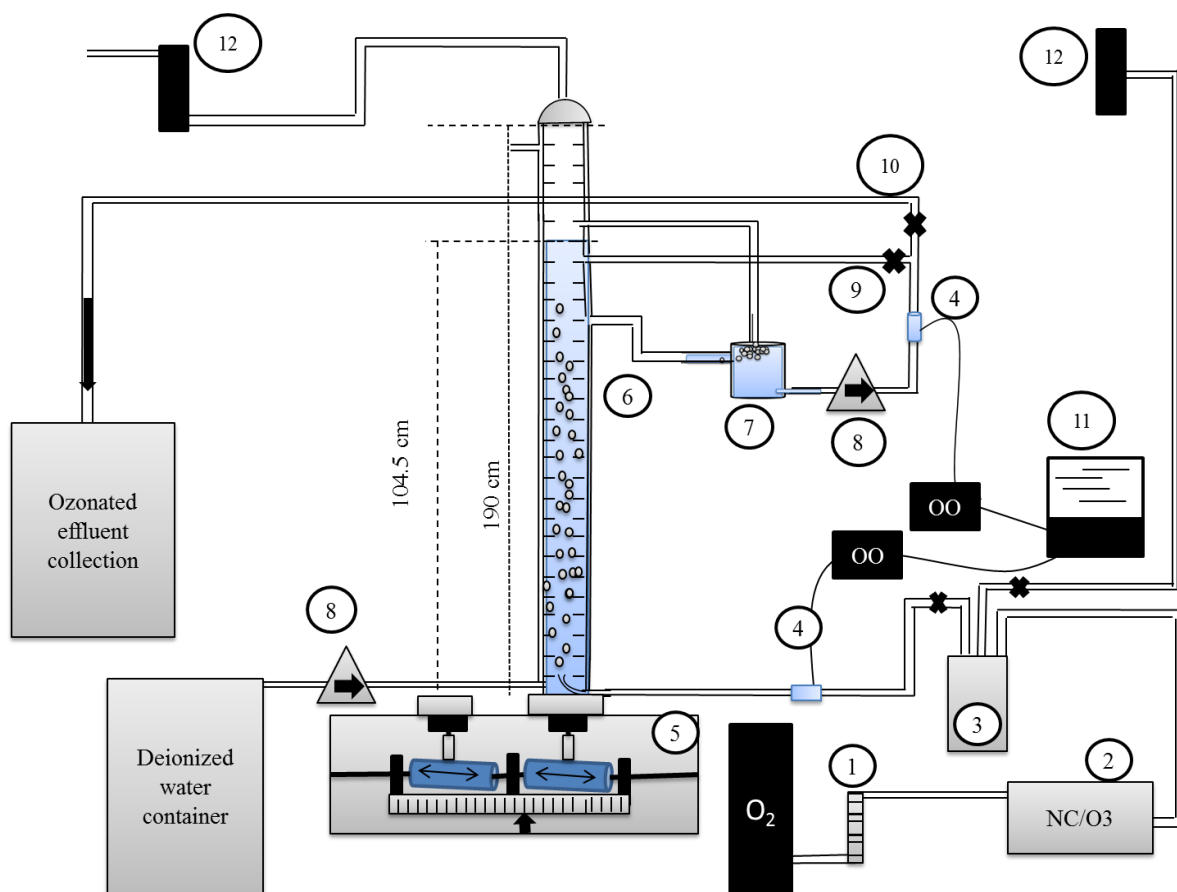 12
12
10
9
4
104.5 cm
190 cm
6
7
8
11
Ozonated
effluent
collection
OO
OO
8
4
Deionized
water
container
5
3
1
2
O2
NC/O3